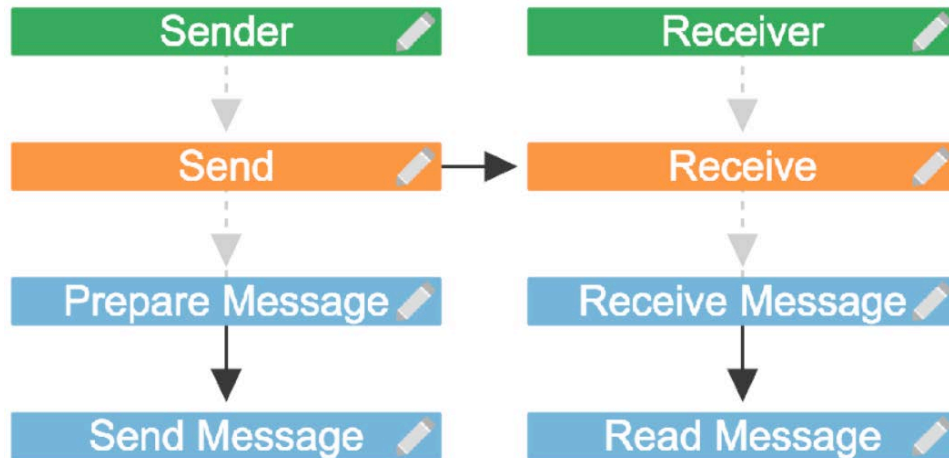 Sender
Receiver
Send
Receive
Prepare Message
Receive Message
Send Message
Read Message